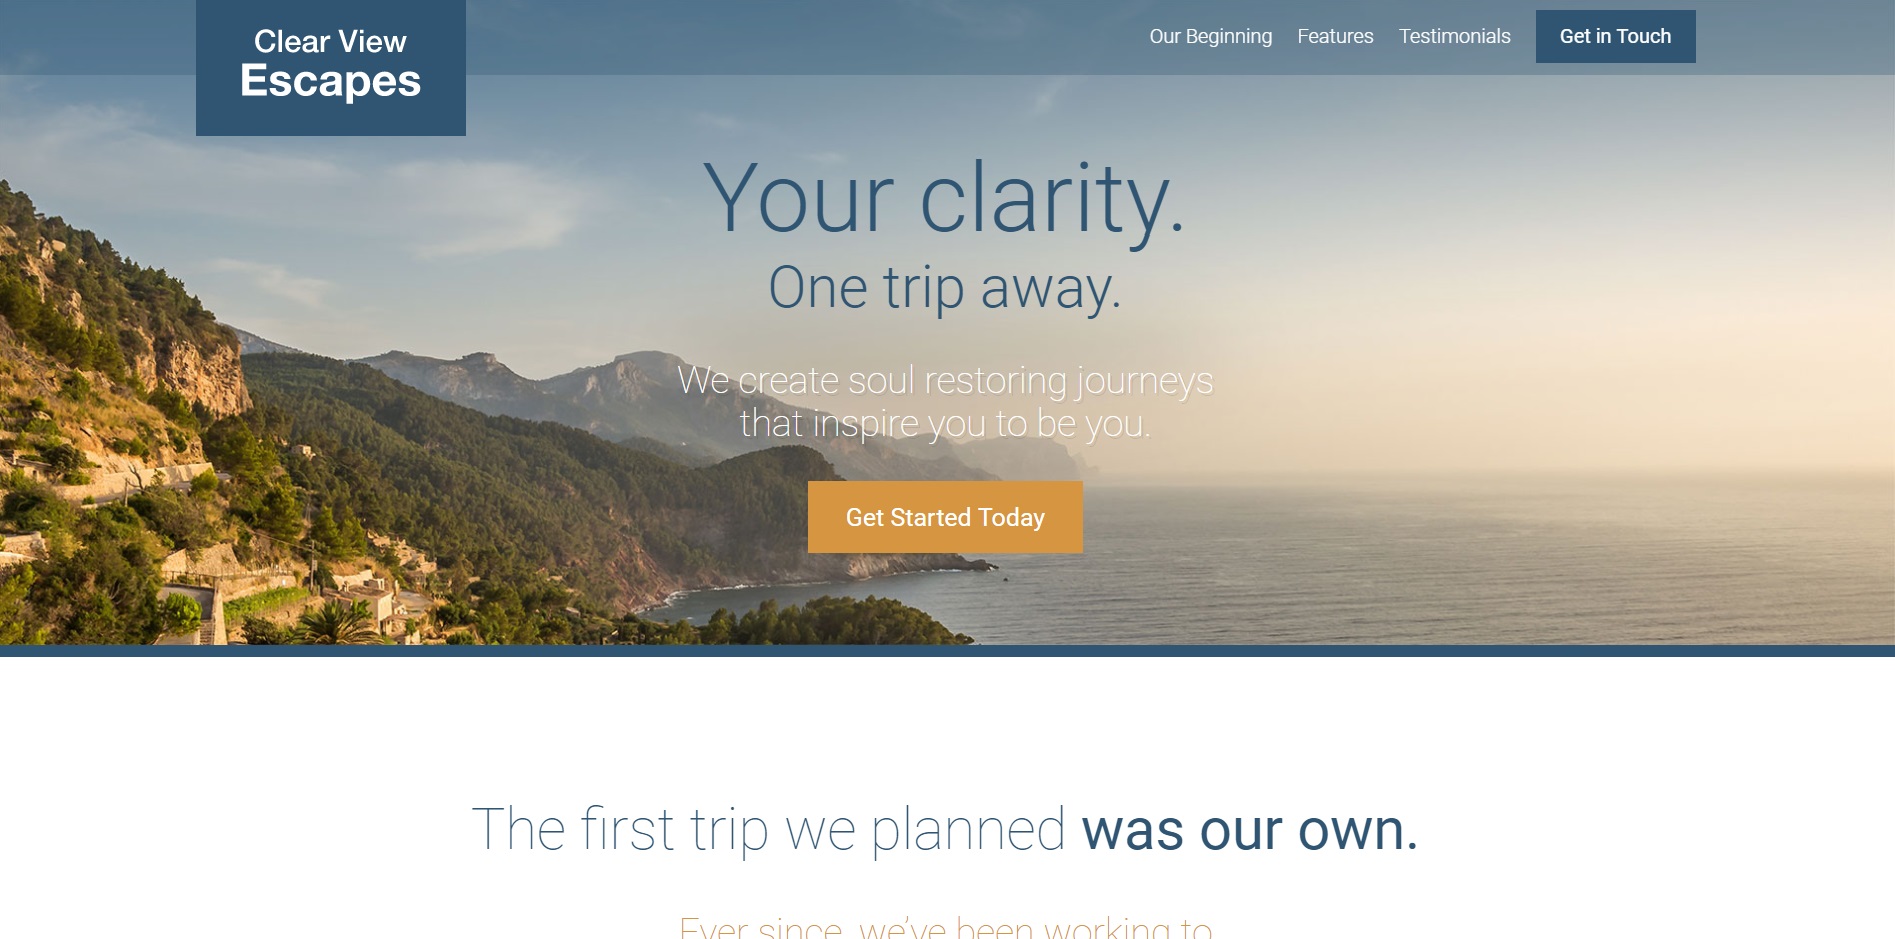 Clear View
Escapes
Our Beginning
Features
Testimonials
Get in Touch
Your clarity.
One trip away.
We create soul restoring journeys
that inspire you to be you.
Get Started Today
The first trip we planned was our own.
Ever since, we’ve been working to